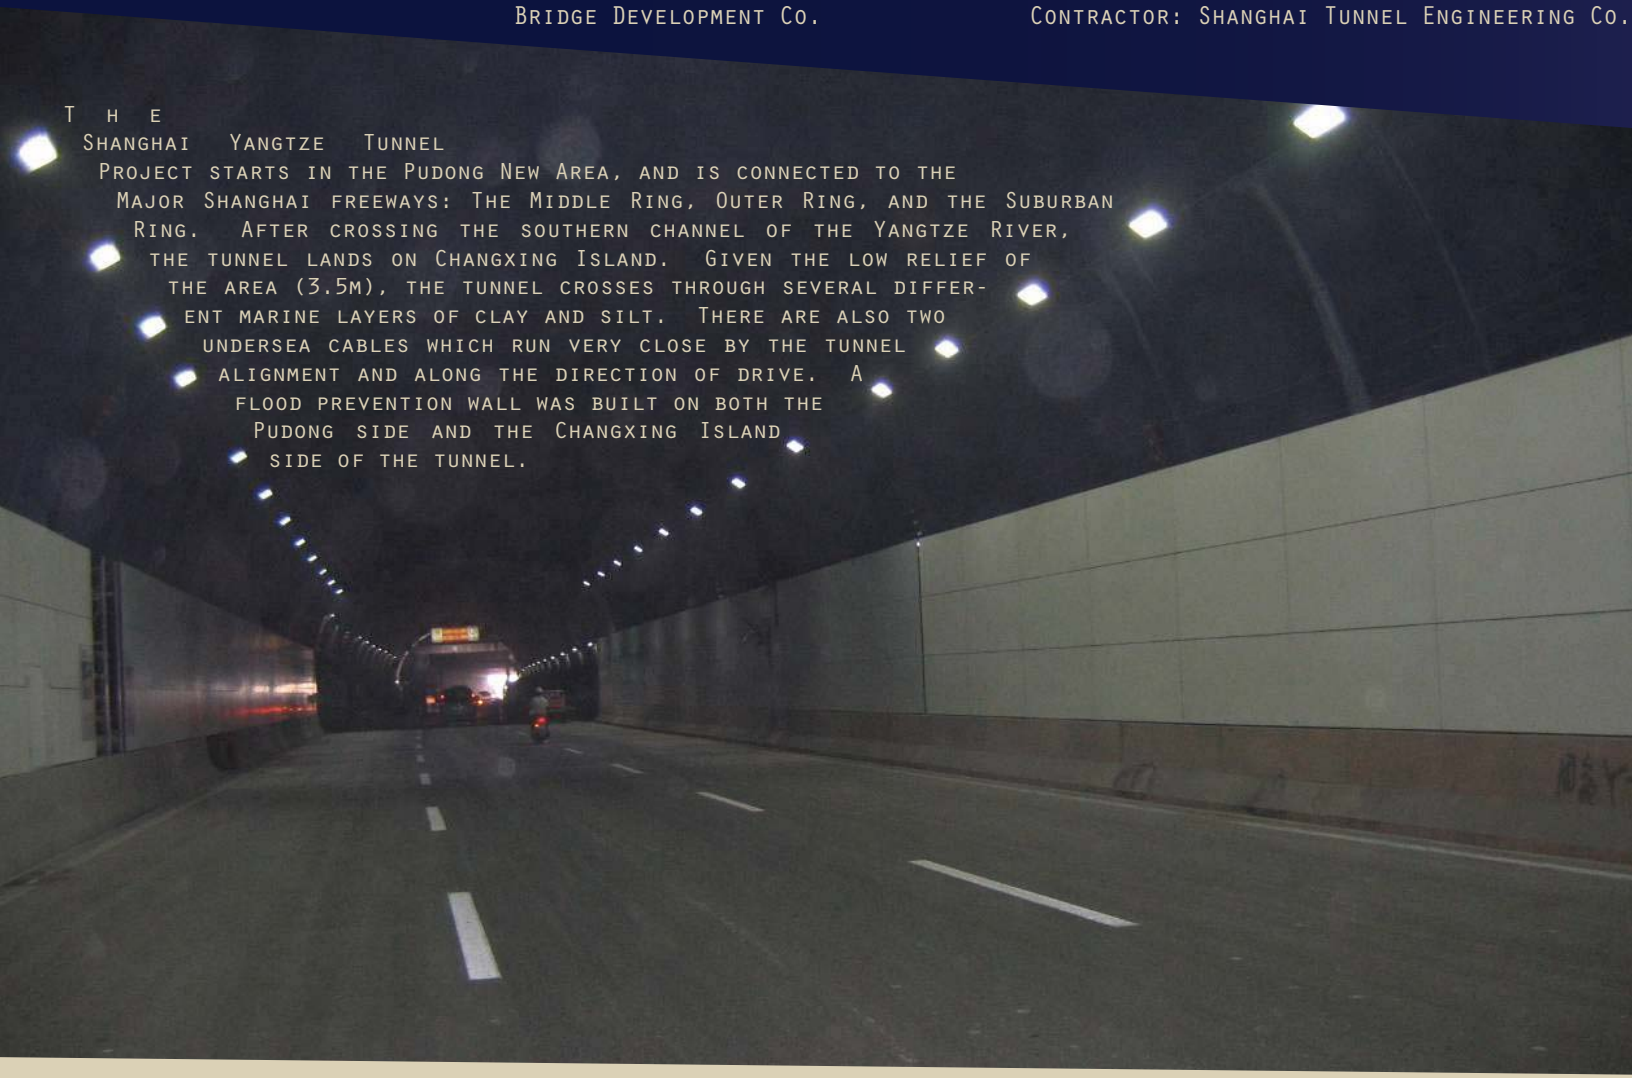 Bridge Development Co.
Contractor: Shanghai Tunnel Engineering Co.
The
Shanghai Yangtze Tunnel
Project starts in the Pudong New Area, and is connected to the
Major Shanghai freeways: The Middle Ring, Outer Ring, and the Suburban
Ring. After crossing the southern channel of the Yangtze River,
the tunnel lands on Changxing Island. Given the low relief of
the area (3.5m), the tunnel crosses through several differ-
ent marine layers of clay and silt. There are also two
undersea cables which run very close by the tunnel
alignment and along the direction of drive. A
flood prevention wall was built on both the
Pudong side and the Changxing Island
side of the tunnel.